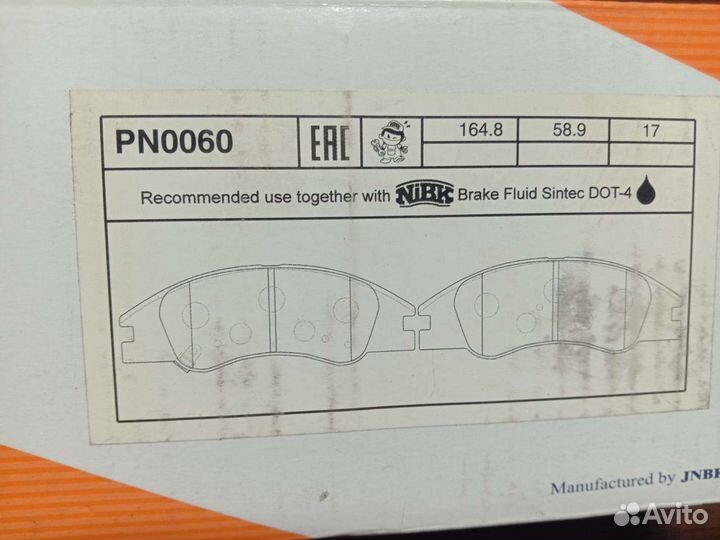 PN0060
EAC
164.8
58.9
17
Recommended use together with NiBK Brake Fluid Sintec DOT-4
Manufactured by JNBK
Avito